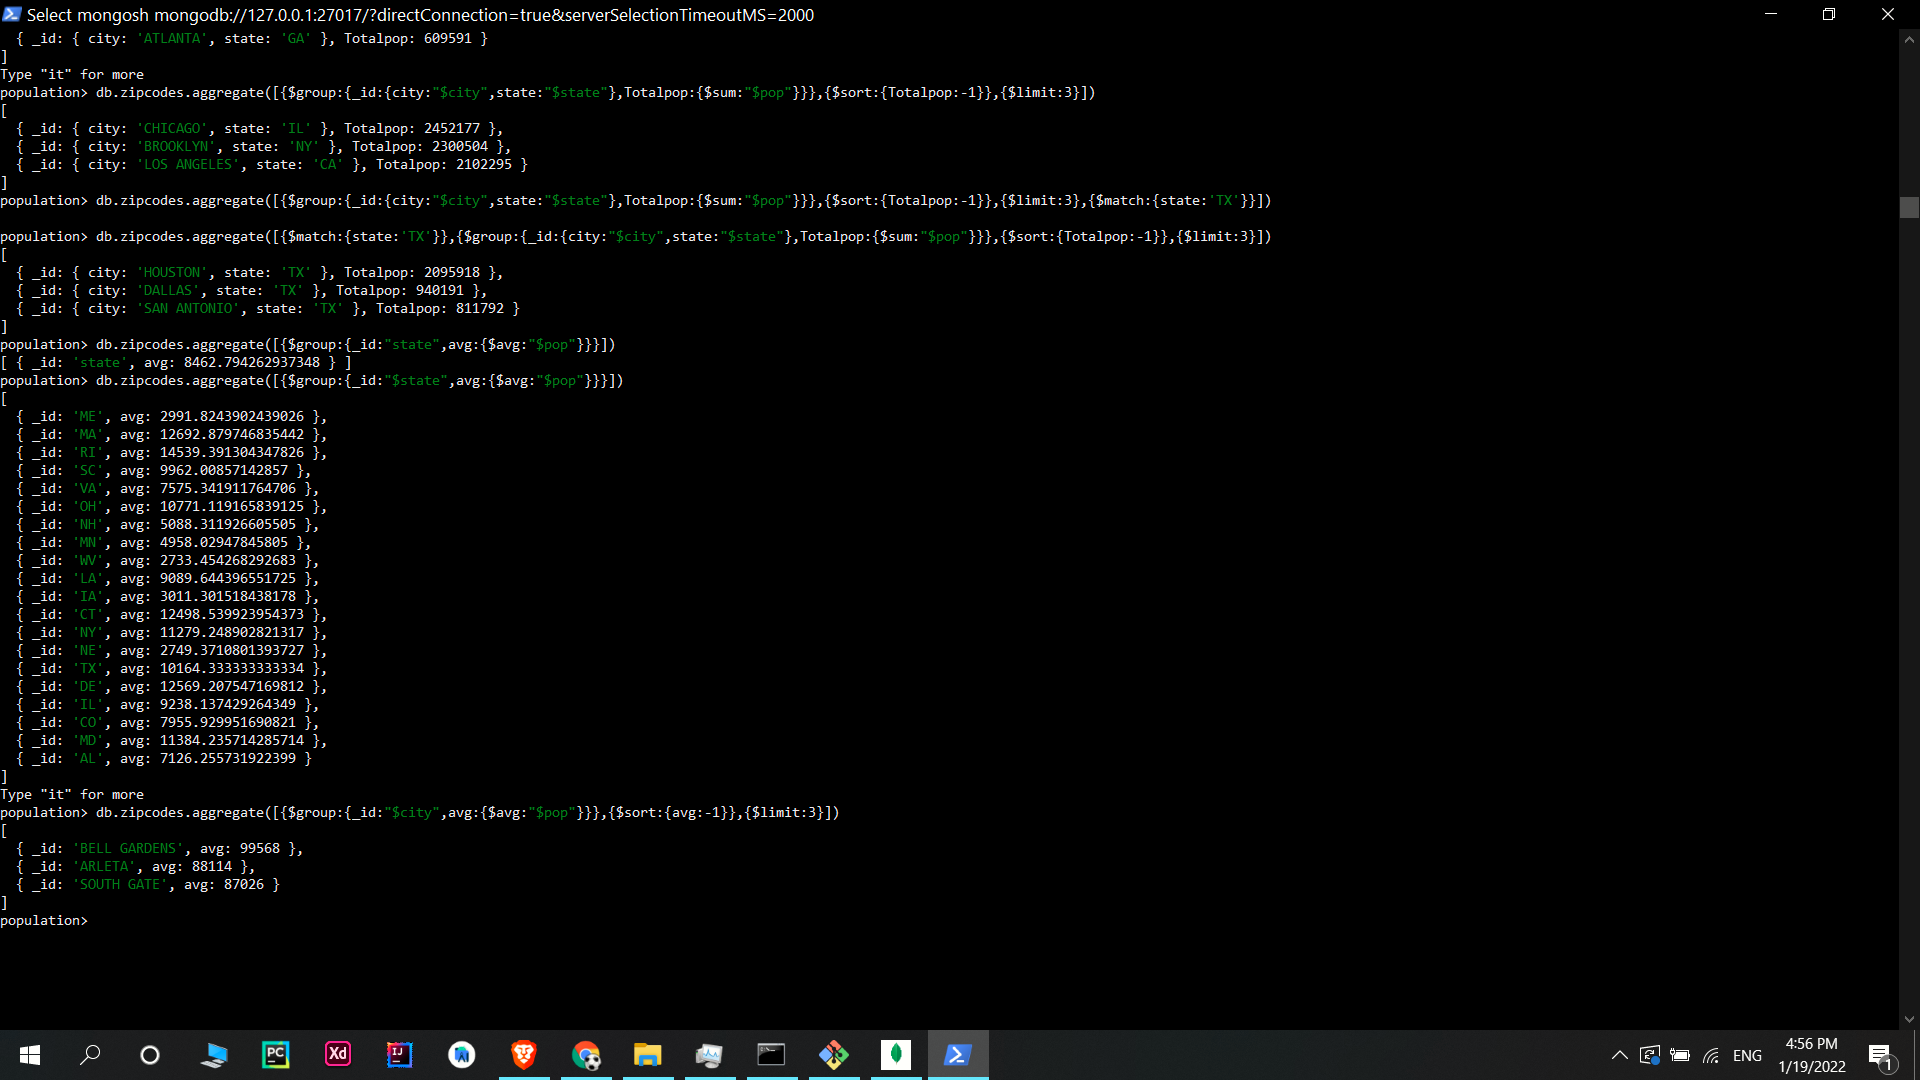 Select mongosh mongodb://127.0.0.1:27017/?directConnection=true&serverSelectionTimeoutMS=2000
  { _id: { city: 'ATLANTA', state: 'GA' }, Totalpop: 609591 }
]
Type "it" for more
population> db.zipcodes.aggregate([{$group:{_id:{city:"$city",state:"$state"},Totalpop:{$sum:"$pop"}}},{$sort:{Totalpop:-1}},{$limit:3}])
[
  { _id: { city: 'CHICAGO', state: 'IL' }, Totalpop: 2452177 },
  { _id: { city: 'BROOKLYN', state: 'NY' }, Totalpop: 2300504 },
  { _id: { city: 'LOS ANGELES', state: 'CA' }, Totalpop: 2102295 }
]
population> db.zipcodes.aggregate([{$group:{_id:{city:"$city",state:"$state"},Totalpop:{$sum:"$pop"}}},{$sort:{Totalpop:-1}},{$limit:3},{$match:{state:'TX'}}])
population> db.zipcodes.aggregate([{$match:{state:'TX'}},{$group:{_id:{city:"$city",state:"$state"},Totalpop:{$sum:"$pop"}}},{$sort:{Totalpop:-1}},{$limit:3}])
[
  { _id: { city: 'HOUSTON', state: 'TX' }, Totalpop: 2095918 },
  { _id: { city: 'DALLAS', state: 'TX' }, Totalpop: 940191 },
  { _id: { city: 'SAN ANTONIO', state: 'TX' }, Totalpop: 811792 }
]
population> db.zipcodes.aggregate([{$group:{_id:"state",avg:{$avg:"$pop"}}}])
[ { _id: 'state', avg: 8462.794262937348 } ]
population> db.zipcodes.aggregate([{$group:{_id:"$state",avg:{$avg:"$pop"}}}])
[
  { _id: 'ME', avg: 2991.8243902439026 },
  { _id: 'MA', avg: 12692.879746835442 },
  { _id: 'RI', avg: 14539.391304347826 },
  { _id: 'SC', avg: 9962.00857142857 },
  { _id: 'VA', avg: 7575.341911764706 },
  { _id: 'OH', avg: 10771.119165839125 },
  { _id: 'NH', avg: 5088.311926605505 },
  { _id: 'MN', avg: 4958.02947845805 },
  { _id: 'WV', avg: 2733.454268292683 },
  { _id: 'LA', avg: 9089.644396551725 },
  { _id: 'IA', avg: 3011.301518438178 },
  { _id: 'CT', avg: 12498.539923954373 },
  { _id: 'NY', avg: 11279.248902821317 },
  { _id: 'NE', avg: 2749.3710801393727 },
  { _id: 'TX', avg: 10164.333333333334 },
  { _id: 'DE', avg: 12569.207547169812 },
  { _id: 'IL', avg: 9238.137429264349 },
  { _id: 'CO', avg: 7955.929951690821 },
  { _id: 'MD', avg: 11384.235714285714 },
  { _id: 'AL', avg: 7126.255731922399 }
]
Type "it" for more
population> db.zipcodes.aggregate([{$group:{_id:"$city",avg:{$avg:"$pop"}}},{$sort:{avg:-1}},{$limit:3}])
[
  { _id: 'BELL GARDENS', avg: 99568 },
  { _id: 'ARLETA', avg: 88114 },
  { _id: 'SOUTH GATE', avg: 87026 }
]
population>
PC
Xd
IJ
ENG
4:56 PM
1/19/2022
1